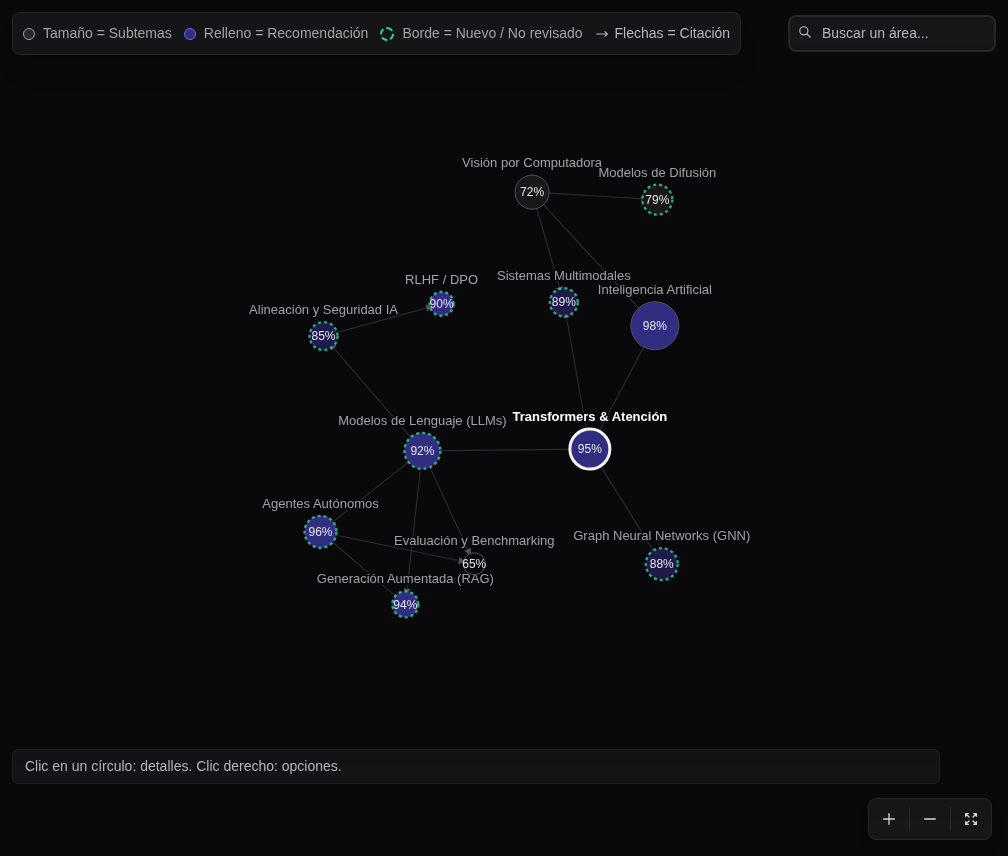 Tamaño = Subtemas Relleno = Recomendación Borde = Nuevo / No revisado → Flechas = Citación
Buscar un área...
Visión por Computadora
72%
Modelos de Difusión
79%
RLHF / DPO
90%
Sistemas Multimodales
89%
Inteligencia Artificial
98%
Alineación y Seguridad IA
85%
Modelos de Lenguaje (LLMs)
92%
Transformers & Atención
95%
Agentes Autónomos
96%
Evaluación y Benchmarking
65%
Graph Neural Networks (GNN)
88%
Generación Aumentada (RAG)
94%
Clic en un círculo: detalles. Clic derecho: opciones.